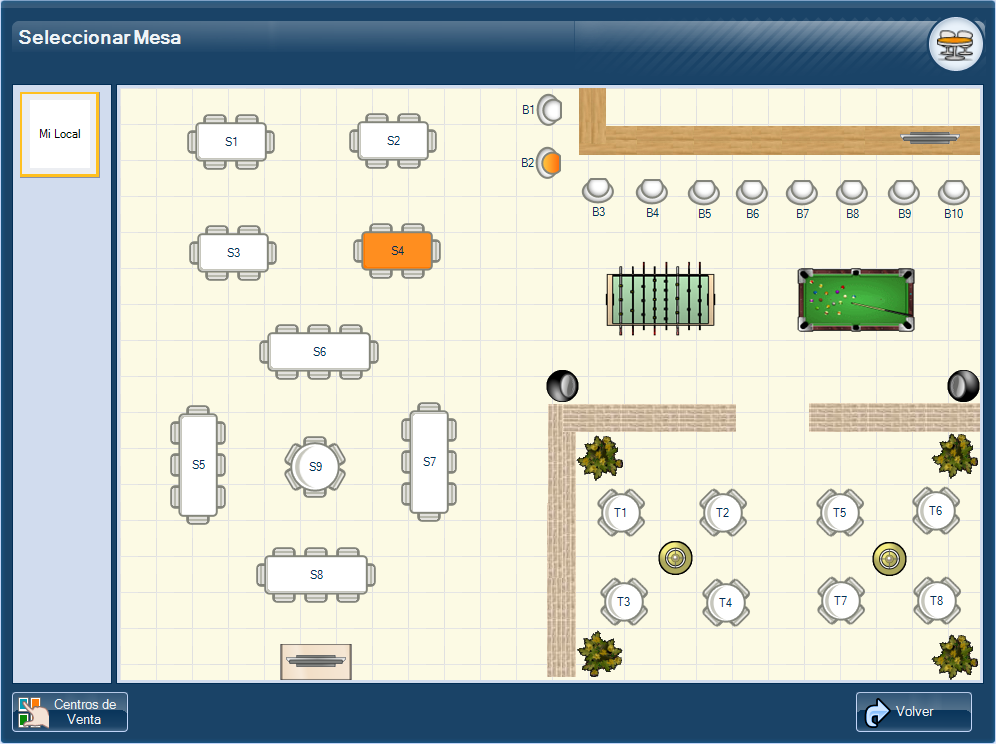 Seleccionar Mesa
Mi Local
S1
S2
B1
B2
B3
B4
B5
B6
B7
B8
B9
B10
S3
S4
S6
S5
S9
S7
S8
T1
T2
T5
T6
T3
T4
T7
T8
Centros de
Venta
Volver